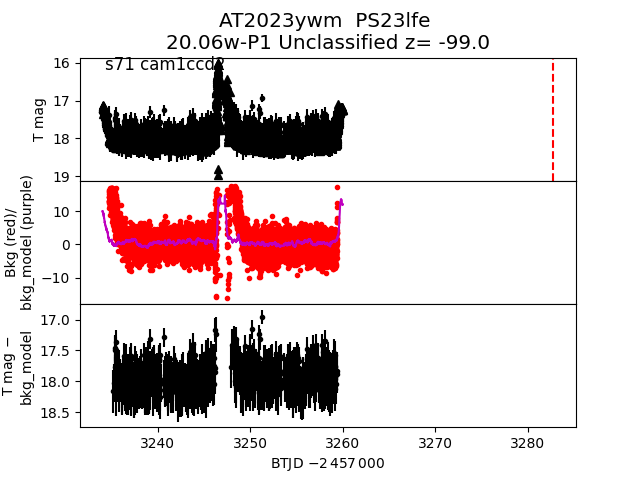 AT2023ywm PS23lfe
20.06w-P1 Unclassified z= -99.0
s71 cam1ccd2
16
17
18
19
T mag
10
0
−10
Bkg (red)/
bkg_model (purple)
17.0
17.5
18.0
18.5
T mag −
bkg_model
3240 3250 3260 3270 3280
BTJD −2 457 000